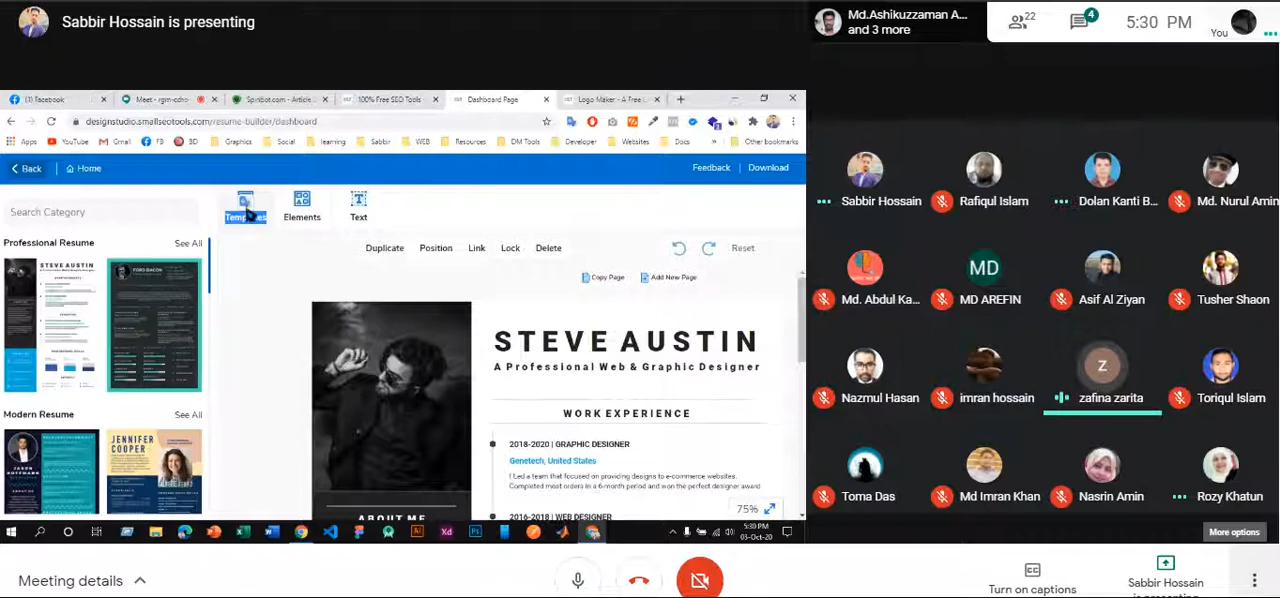 Sabbir Hossain is presenting
Md.Ashikuzzaman A...
and 3 more
22
4
5:30 PM
You
(1) Facebook
Meet - rgm-cdho
Spinbot.com - Article
100% Free SEO Tools
Dashboard Page
Logo Maker - A Free
designstudio.smallseotools.com/resume-builder/dashboard
Apps
YouTube
Gmail
FB
BD
Graphics
Social
learning
Sabbir
WEB
Resources
DM Tools
Developer
Websites
Docs
»
Other bookmarks
Back
Home
Feedback
Download
Search Category
Templates
Elements
Text
Professional Resume
See All
Duplicate
Position
Link
Lock
Delete
Reset
Copy Page
Add New Page
STEVE AUSTIN
FORD BACON
STEVE AUSTIN
A Professional Web & Graphic Designer
WORK EXPERIENCE
Modern Resume
See All
JENNIFER
COOPER
JASON
HOFFMANN
ABOUT ME
2018-2020 | GRAPHIC DESIGNER
Genetech, United States
I Led a team that focused on providing designs to e-commerce websites.
Completed most orders in a 6-month period and won the perfect designer award
2016-2018 | WEB DESIGNER
75%
ABOUT ME
5:30 PM
03-Oct-20
Sabbir Hossain
Rafiqul Islam
Dolan Kanti B...
Md. Nurul Amin
Md. Abdul Ka...
MD
MD AREFIN
Asif Al Ziyan
Tusher Shaon
Nazmul Hasan
imran hossain
Z
zafina zarita
Toriqul Islam
Toma Das
Md Imran Khan
Nasrin Amin
Rozy Khatun
More options
Meeting details
Turn on captions
Sabbir Hossain
is presenting